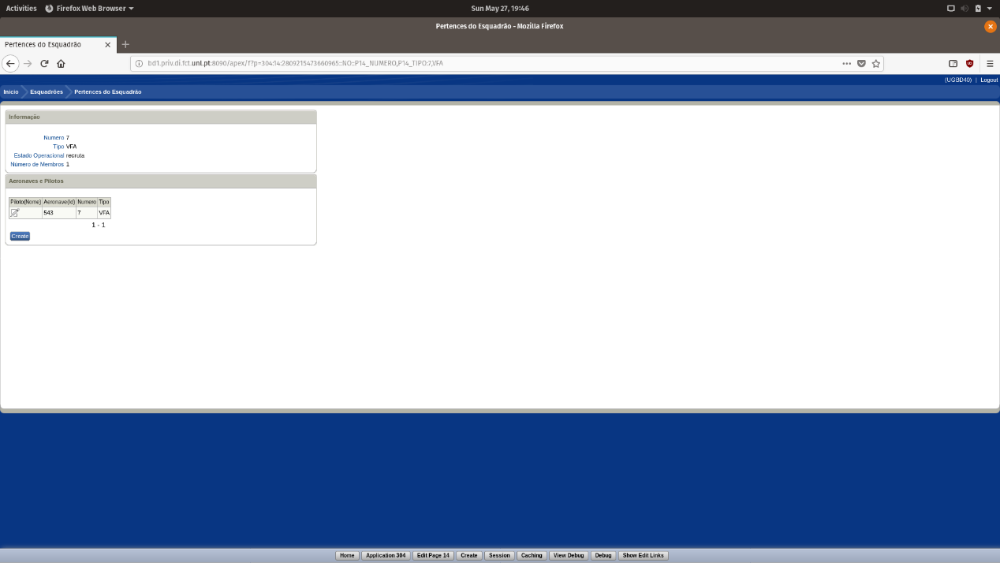 Activities Firefox Web Browser Sun May 27, 19:46
Pertences do Esquadrão - Mozilla Firefox
Pertences do Esquadrão
bd1.priv.di.fct.unl.pt:8090/apex/f?p=304:14:2809215473660965::NO::P14_NUMERO,P14_TIPO:7,VFA
(UGBD40) | Logout
Início Esquadrões Pertences do Esquadrão
Informação
Numero 7
Tipo VFA
Estado Operacional recruta
Número de Membros 1
Aeronaves e Pilotos
Piloto(Nome) Aeronave(Id) Numero Tipo
543 7 VFA
1 - 1
Create
Home Application 304 Edit Page 14 Create Session Caching View Debug Debug Show Edit Links